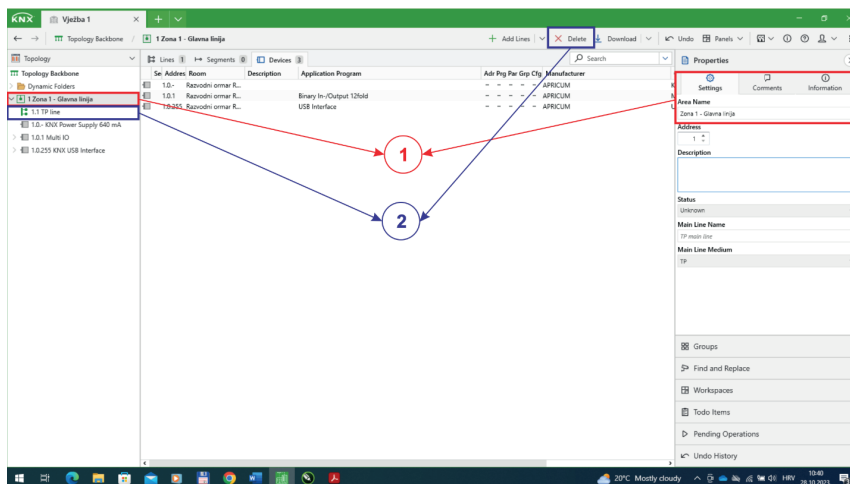 KNX Vježba 1 × + 
Topology Backbone / 1 Zona 1 - Glavna linija + Add Lines × Delete Download Undo Panels
Topology
Topology Backbone
Dynamic Folders
1 Zona 1 - Glavna linija
1.1 TP line
1.0.- KNX Power Supply 640 mA
1.0.1 Multi IO
1.0.255 KNX USB Interface
Lines 1 Segments 0 Devices 3 Search
Se Addres Room Description Application Program Adr Prg Par Grp Cfg Manufacturer
1.0.- Razvodni ormar R... - - - - - APRICUM K
1.0.1 Razvodni ormar R... Binary In-/Output 12fold - - - - - APRICUM
1.0.255 Razvodni ormar R... USB Interface - - - - - APRICUM
1
2
Properties
Settings Comments Information
Area Name
Zona 1 - Glavna linija
Address
1
Description
Status
Unknown
Main Line Name
TP main line
Main Line Medium
TP
Groups
Find and Replace
Workspaces
Todo Items
Pending Operations
Undo History
20°C Mostly cloudy HRV 10:40
28.10.2023.